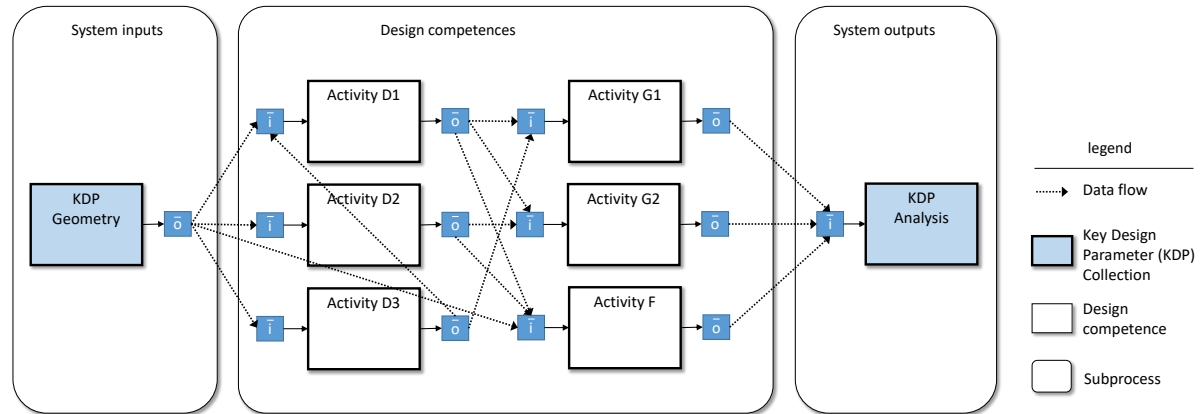 System inputs
Design competences
System outputs
Activity D1
Activity G1
i̅
o̅
i̅
o̅
legend
Data flow
KDP
Geometry
o̅
Activity D2
Activity G2
i̅
o̅
i̅
o̅
i̅
KDP
Analysis
Key Design
Parameter (KDP)
Collection
Activity D3
Activity F
i̅
o̅
i̅
o̅
Design
competence
Subprocess